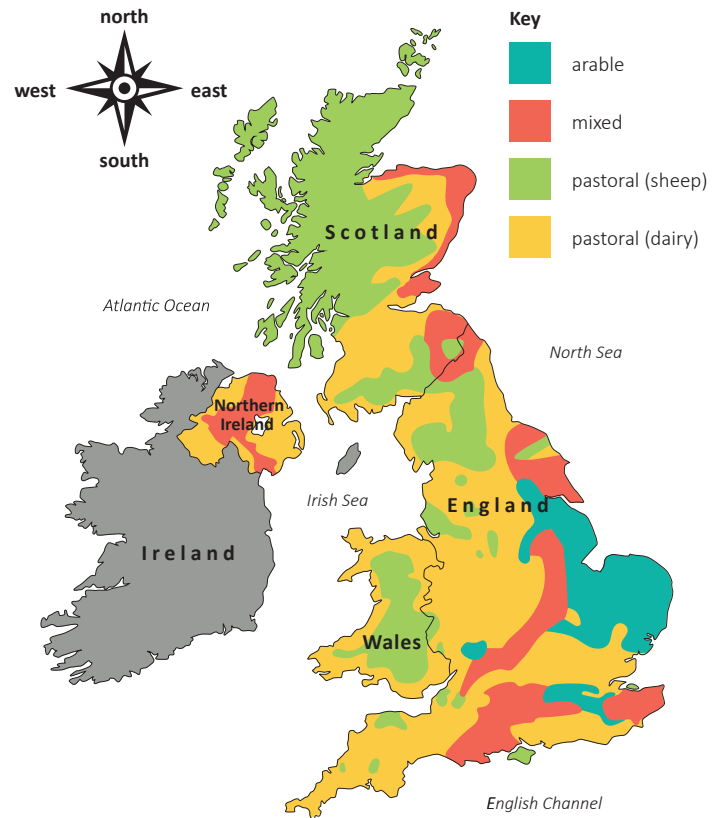 north
west
east
south
Key
arable
mixed
pastoral (sheep)
pastoral (dairy)
Scotland
Atlantic Ocean
North Sea
Northern
Ireland
Irish Sea
England
Ireland
Wales
English Channel